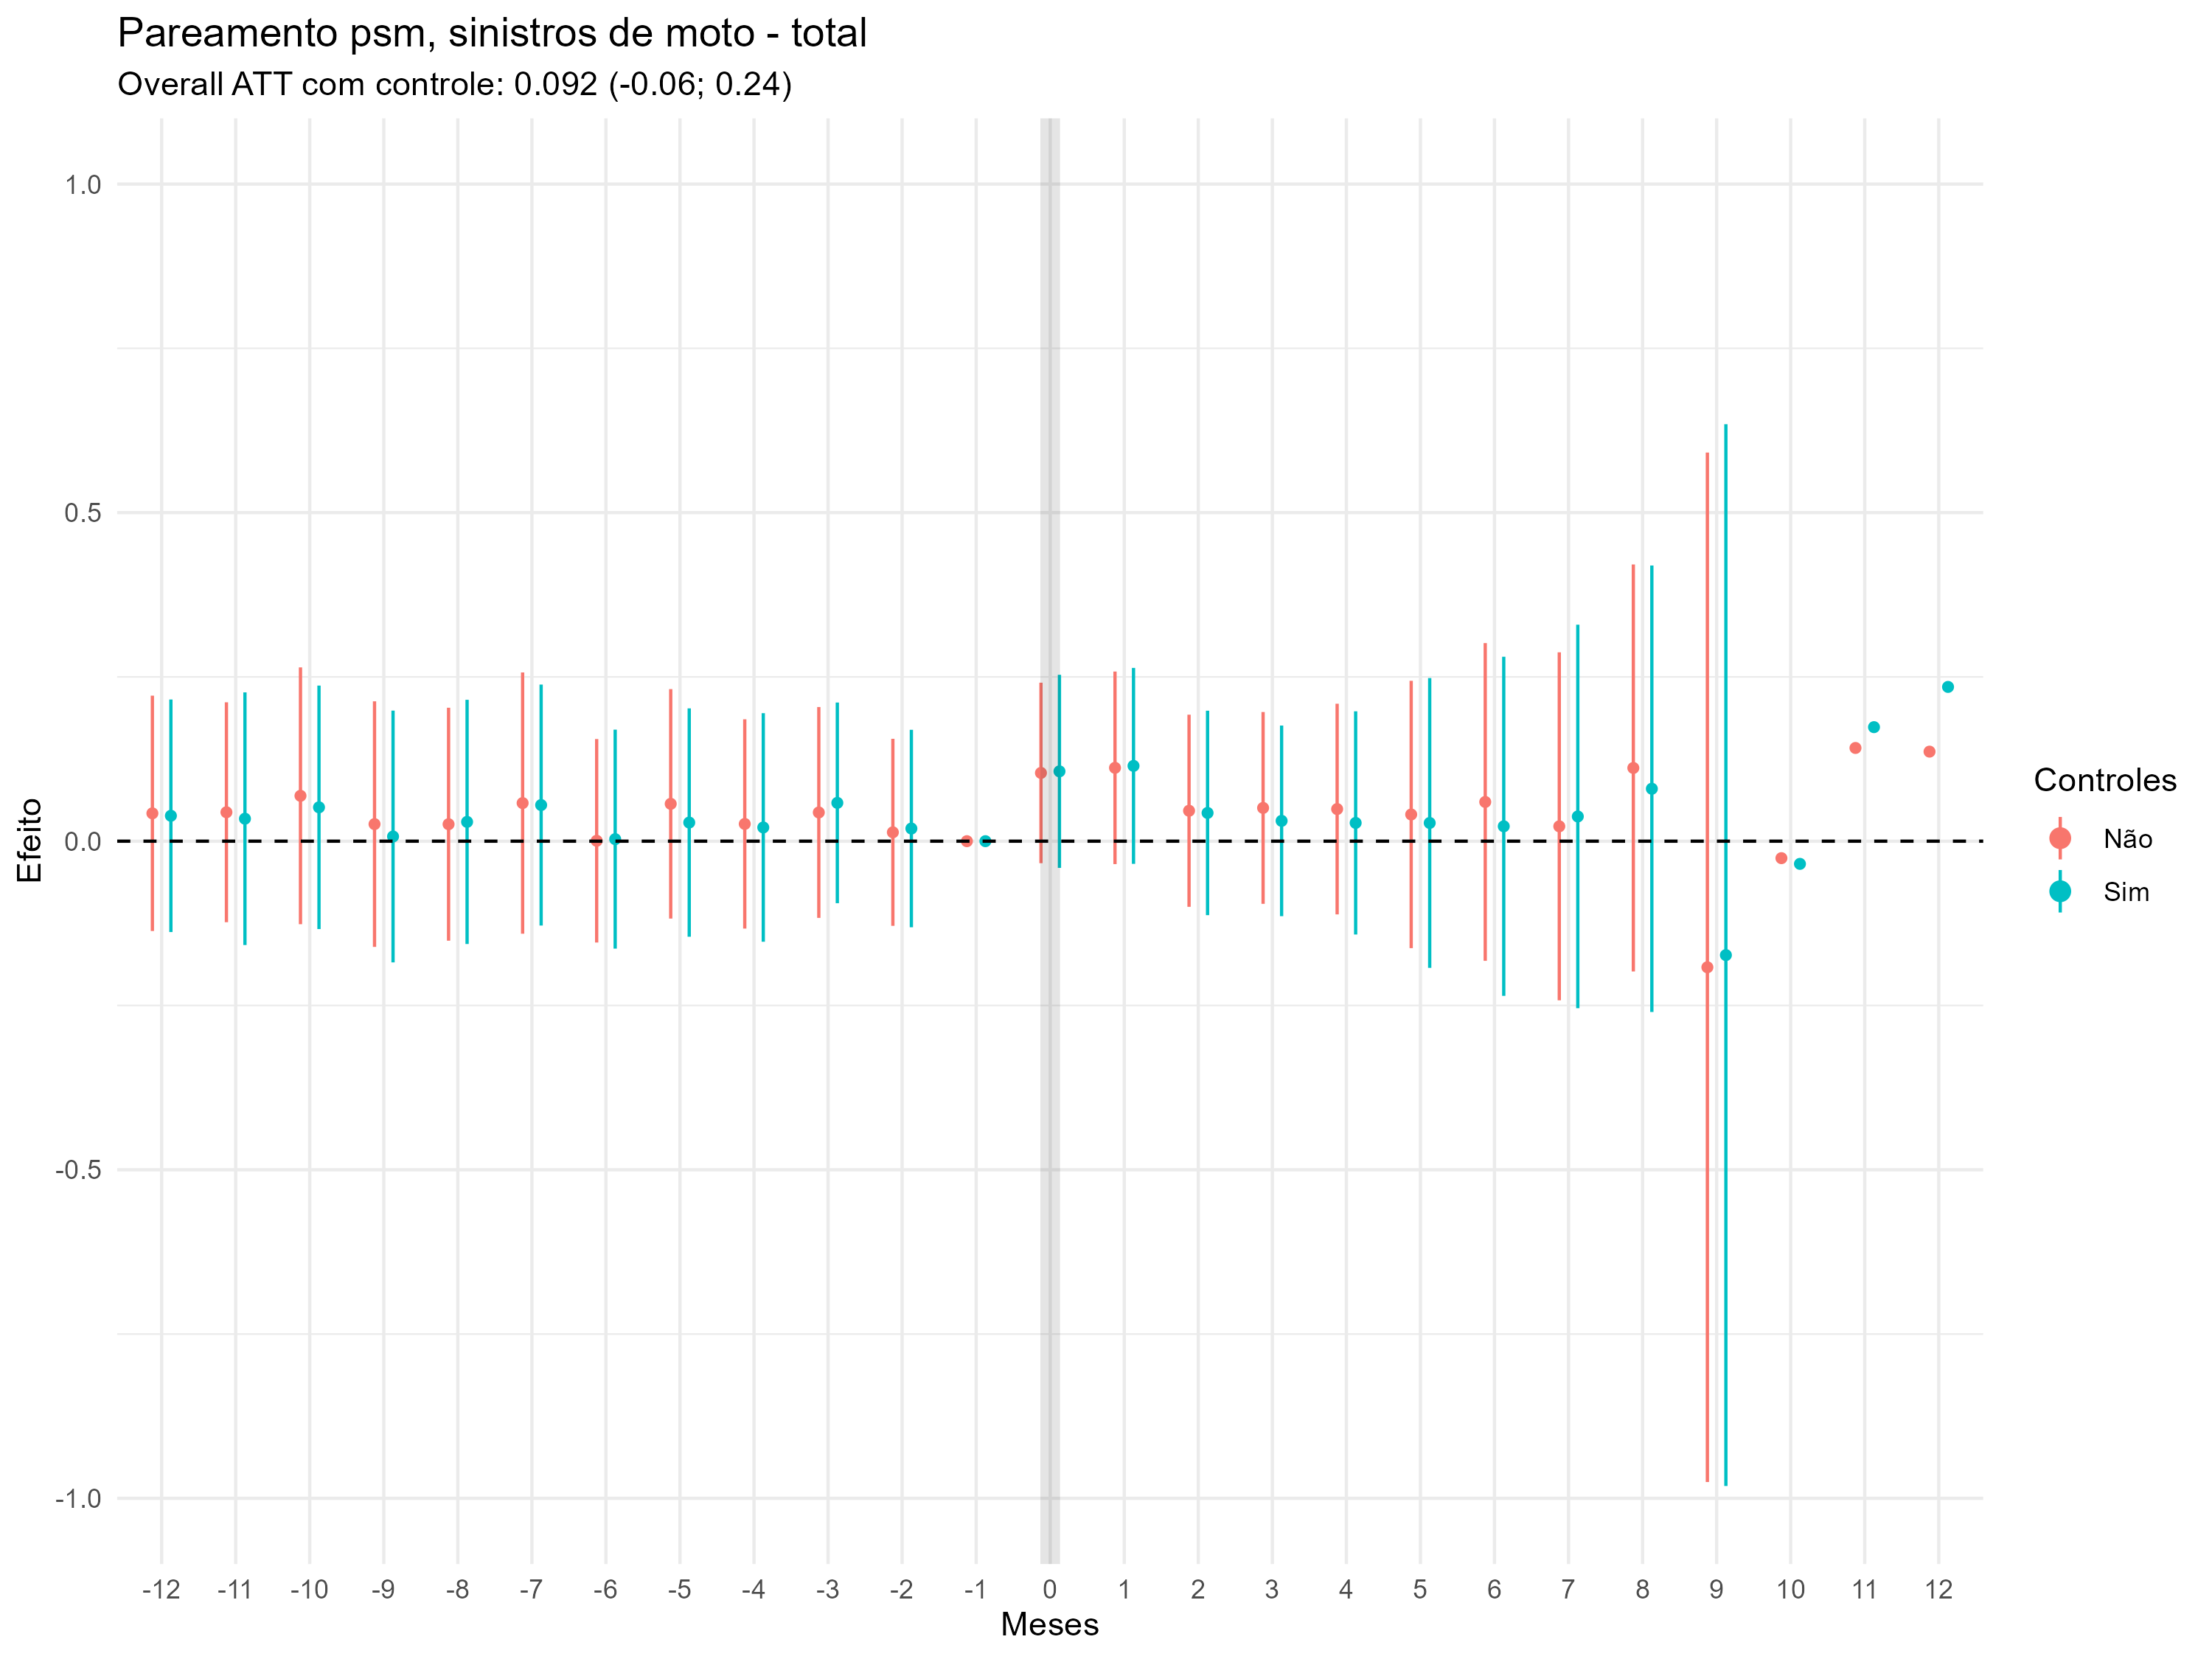 Pareamento psm, sinistros de moto - total
Overall ATT com controle: 0.092 (-0.06; 0.24)
1.0
0.5
0.0
-0.5
-1.0
Efeito
-12 -11 -10 -9 -8 -7 -6 -5 -4 -3 -2 -1 0 1 2 3 4 5 6 7 8 9 10 11 12
Meses
Controles
Não
Sim